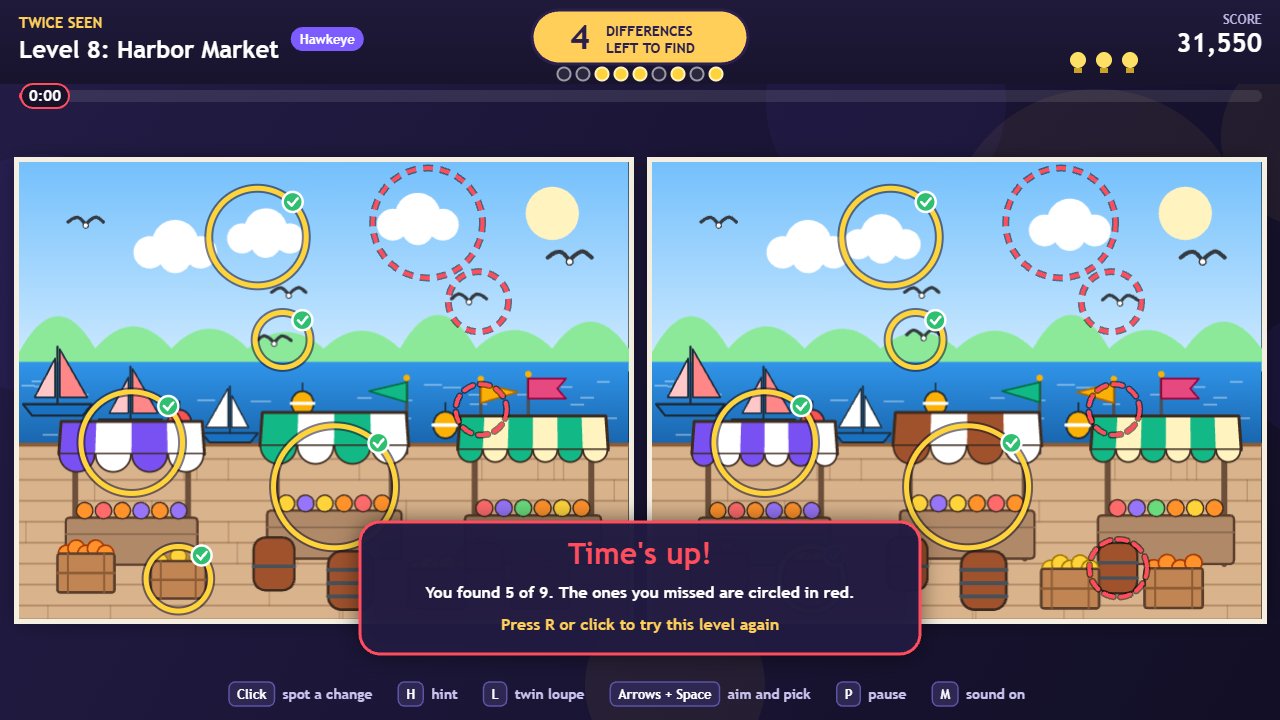 TWICE SEEN
Level 8: Harbor Market
Hawkeye
4
DIFFERENCES
LEFT TO FIND
SCORE
31,550
0:00
Time's up!
You found 5 of 9. The ones you missed are circled in red.
Press R or click to try this level again
Click spot a change H hint L twin loupe Arrows + Space aim and pick P pause M sound on